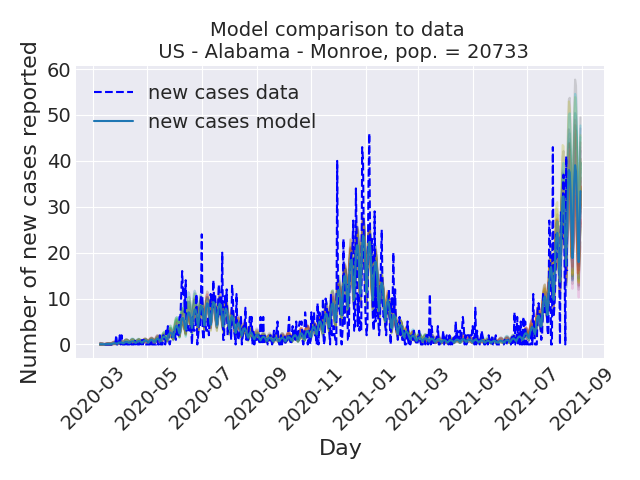 Model comparison to data
US - Alabama - Monroe, pop. = 20733
Number of new cases reported
60
50
40
30
20
10
0
new cases data
new cases model
2020-03
2020-05
2020-07
2020-09
2020-11
2021-01
2021-03
2021-05
2021-07
2021-09
Day